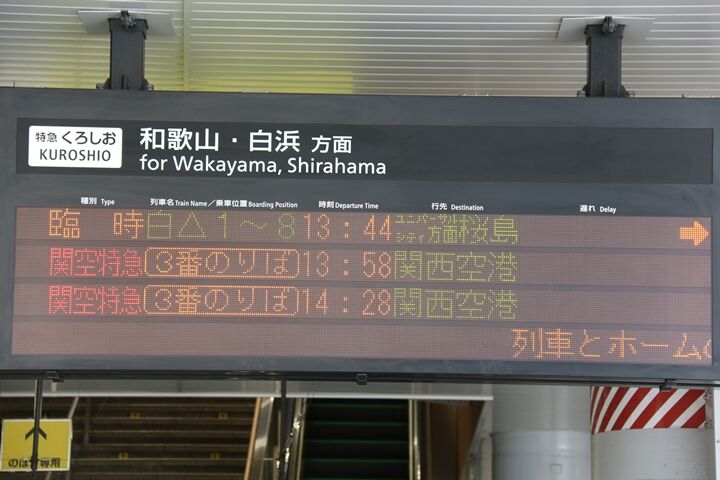 特急 くろしお 和歌山・白浜 方面
KUROSHIO for Wakayama, Shirahama
種別 Type 列車名 Train Name／乗車位置 Boarding Position 時刻 Departure Time 行先 Destination 遅れ Delay
臨 時 白△1～8 13:44 ユニバーサル シティ 方面 桜島
関空特急 (3番のりば) 13:58 関西空港
関空特急 (3番のりば) 14:28 関西空港
列車とホーム
のぼり専用